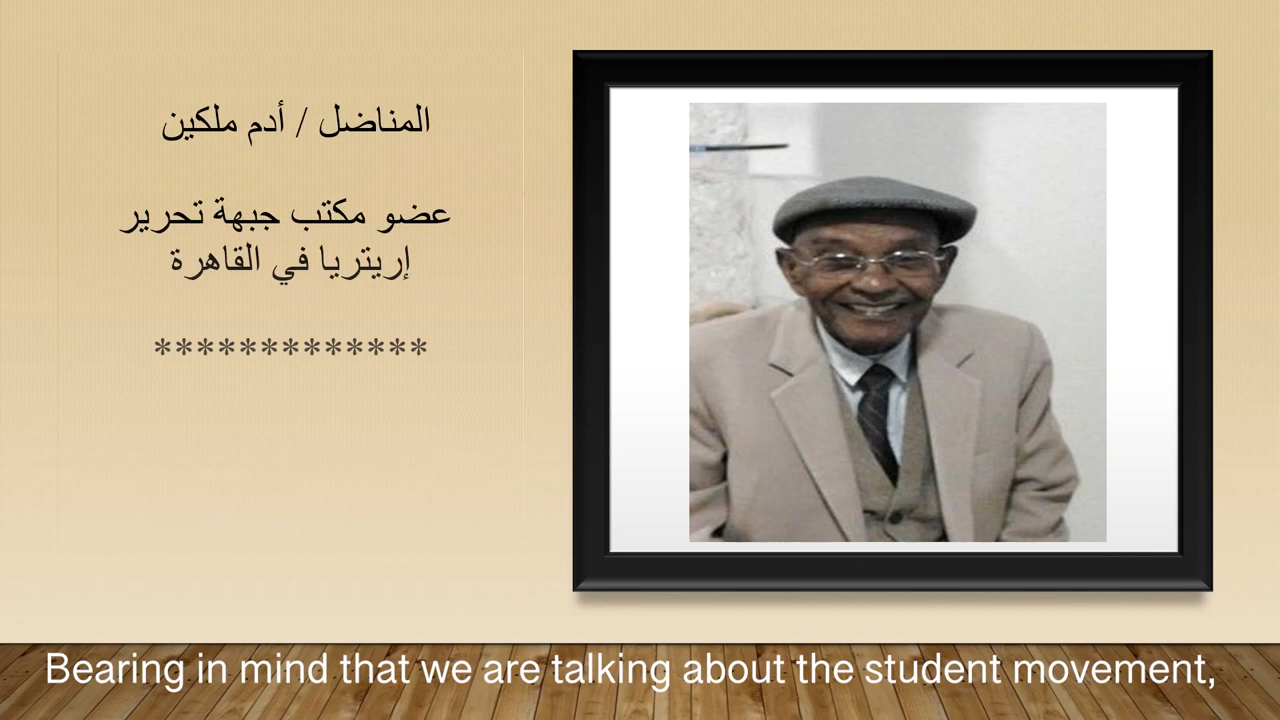 المناضل / أدم ملكين
عضو مكتب جبهة تحرير
إريتريا في القاهرة
*************
Bearing in mind that we are talking about the student movement,